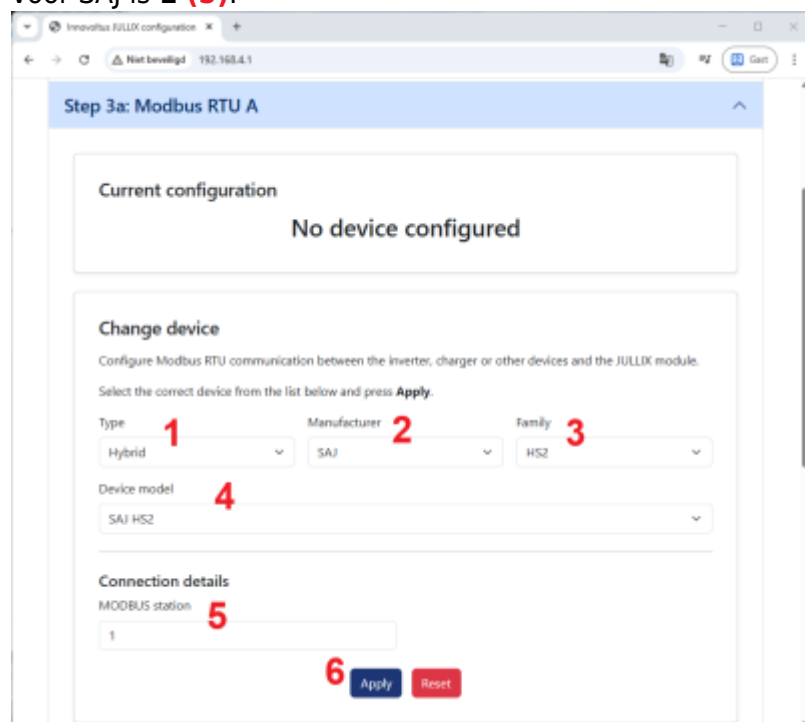 voor SAJ is 1 (5).
Innovoltus JULLIX configuration
Niet beveiligd 192.168.4.1
Gast
Step 3a: Modbus RTU A
Current configuration
No device configured
Change device
Configure Modbus RTU communication between the inverter, charger or other devices and the JULLIX module.
Select the correct device from the list below and press Apply.
Type 1 Manufacturer 2 Family 3
Hybrid SAJ HS2
Device model 4
SAJ HS2
Connection details
MODBUS station 5
1
6 Apply Reset